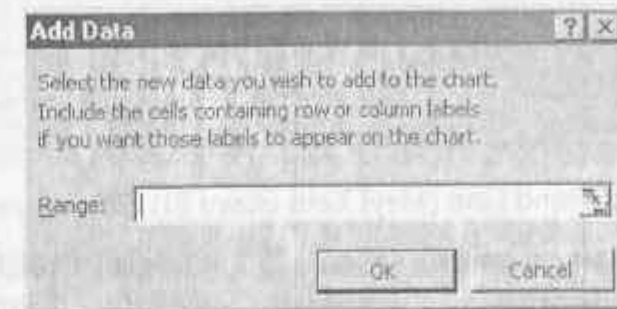 Add Data
Select the new data you wish to add to the chart.
Include the cells containing row or column labels
if you want those labels to appear on the chart.
Range:
OK
Cancel